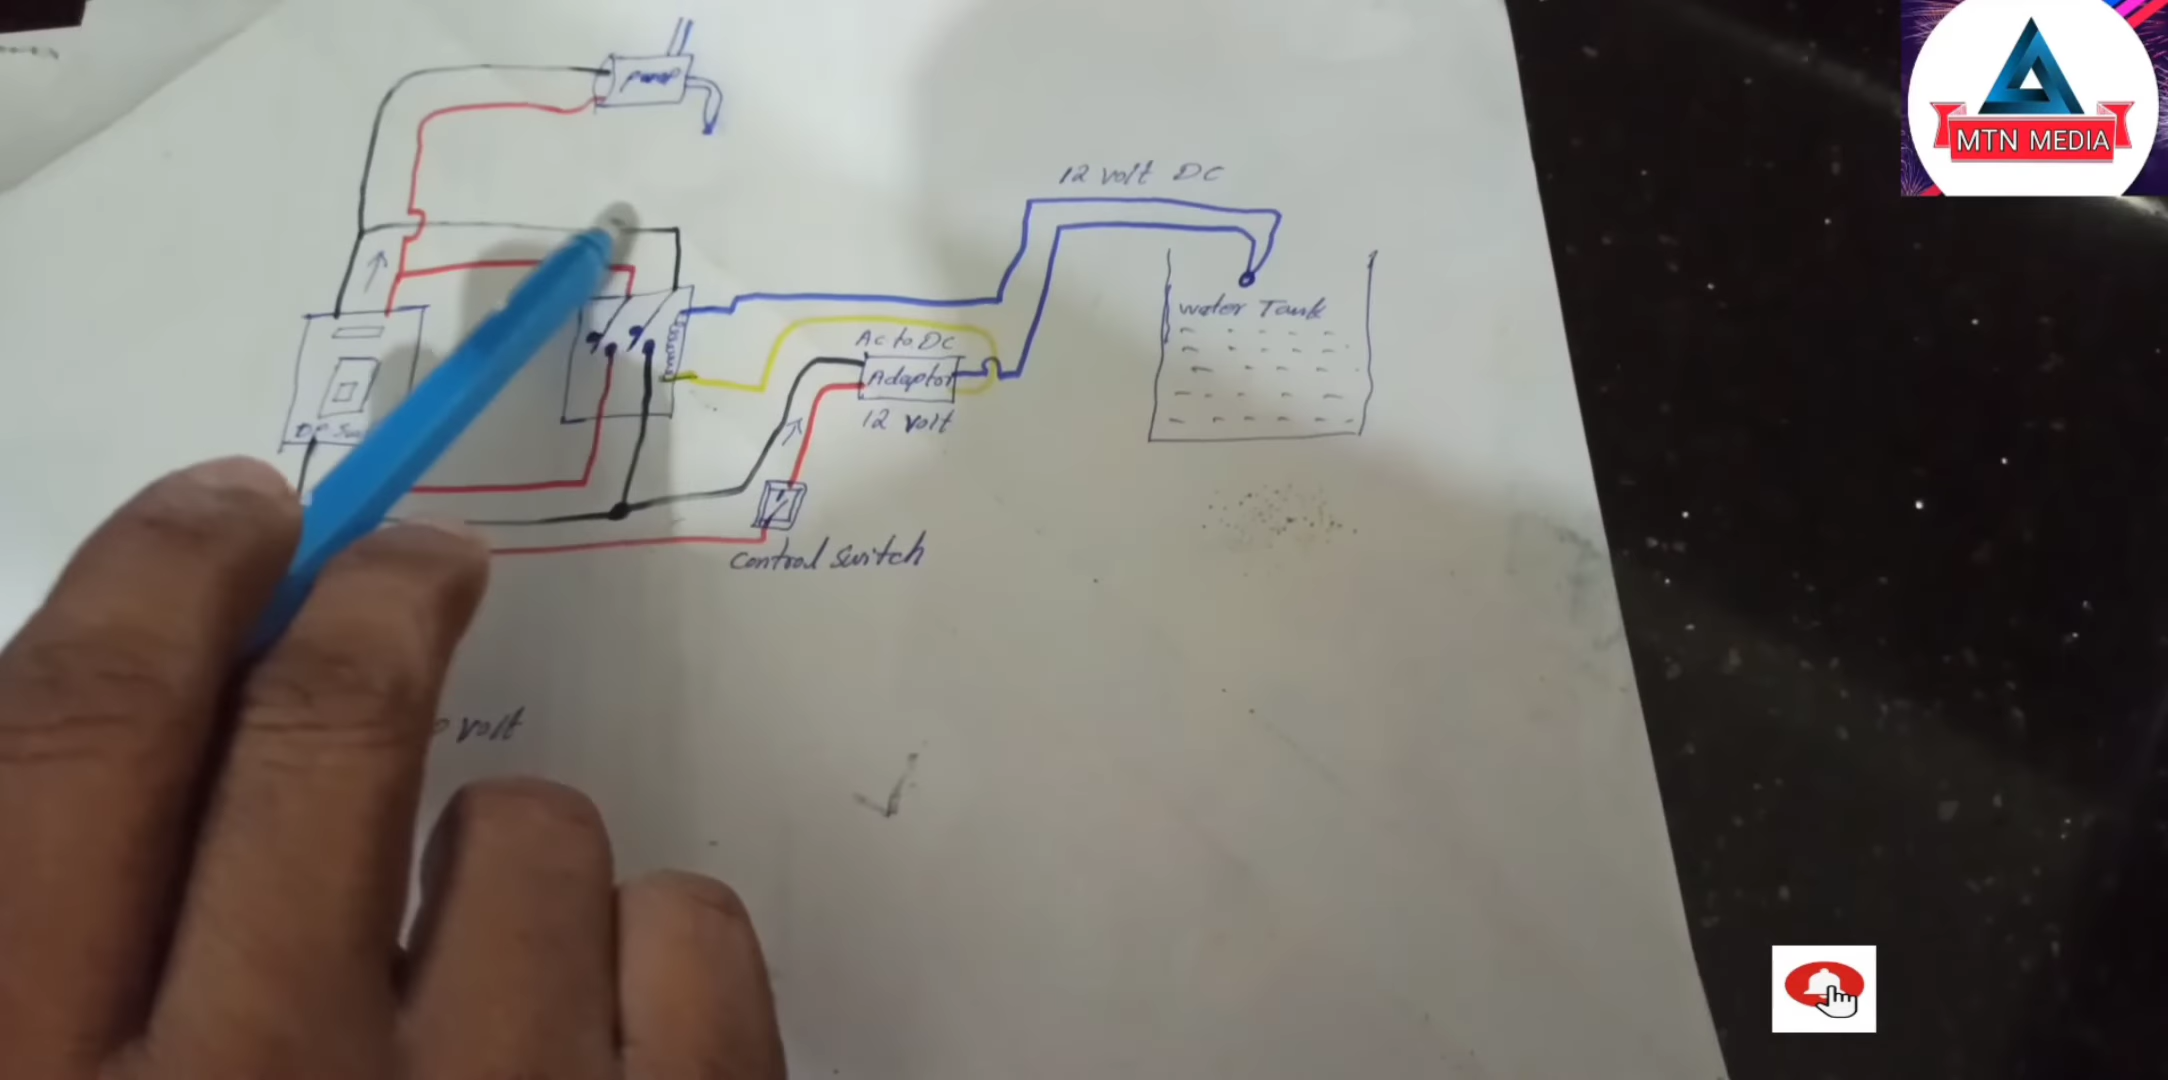 pump
MTN MEDIA
12 volt DC
water Tank
Ac to DC
Adaptor
12 volt
control switch
volt